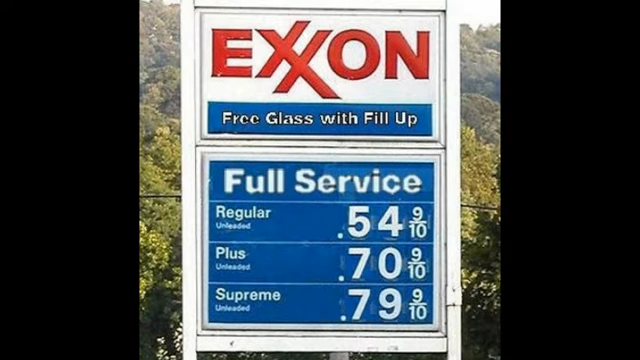 EXXON
Free Glass with Fill Up
Full Service
Regular .54 9/10
Unleaded
Plus .70 9/10
Unleaded
Supreme .79 9/10
Unleaded